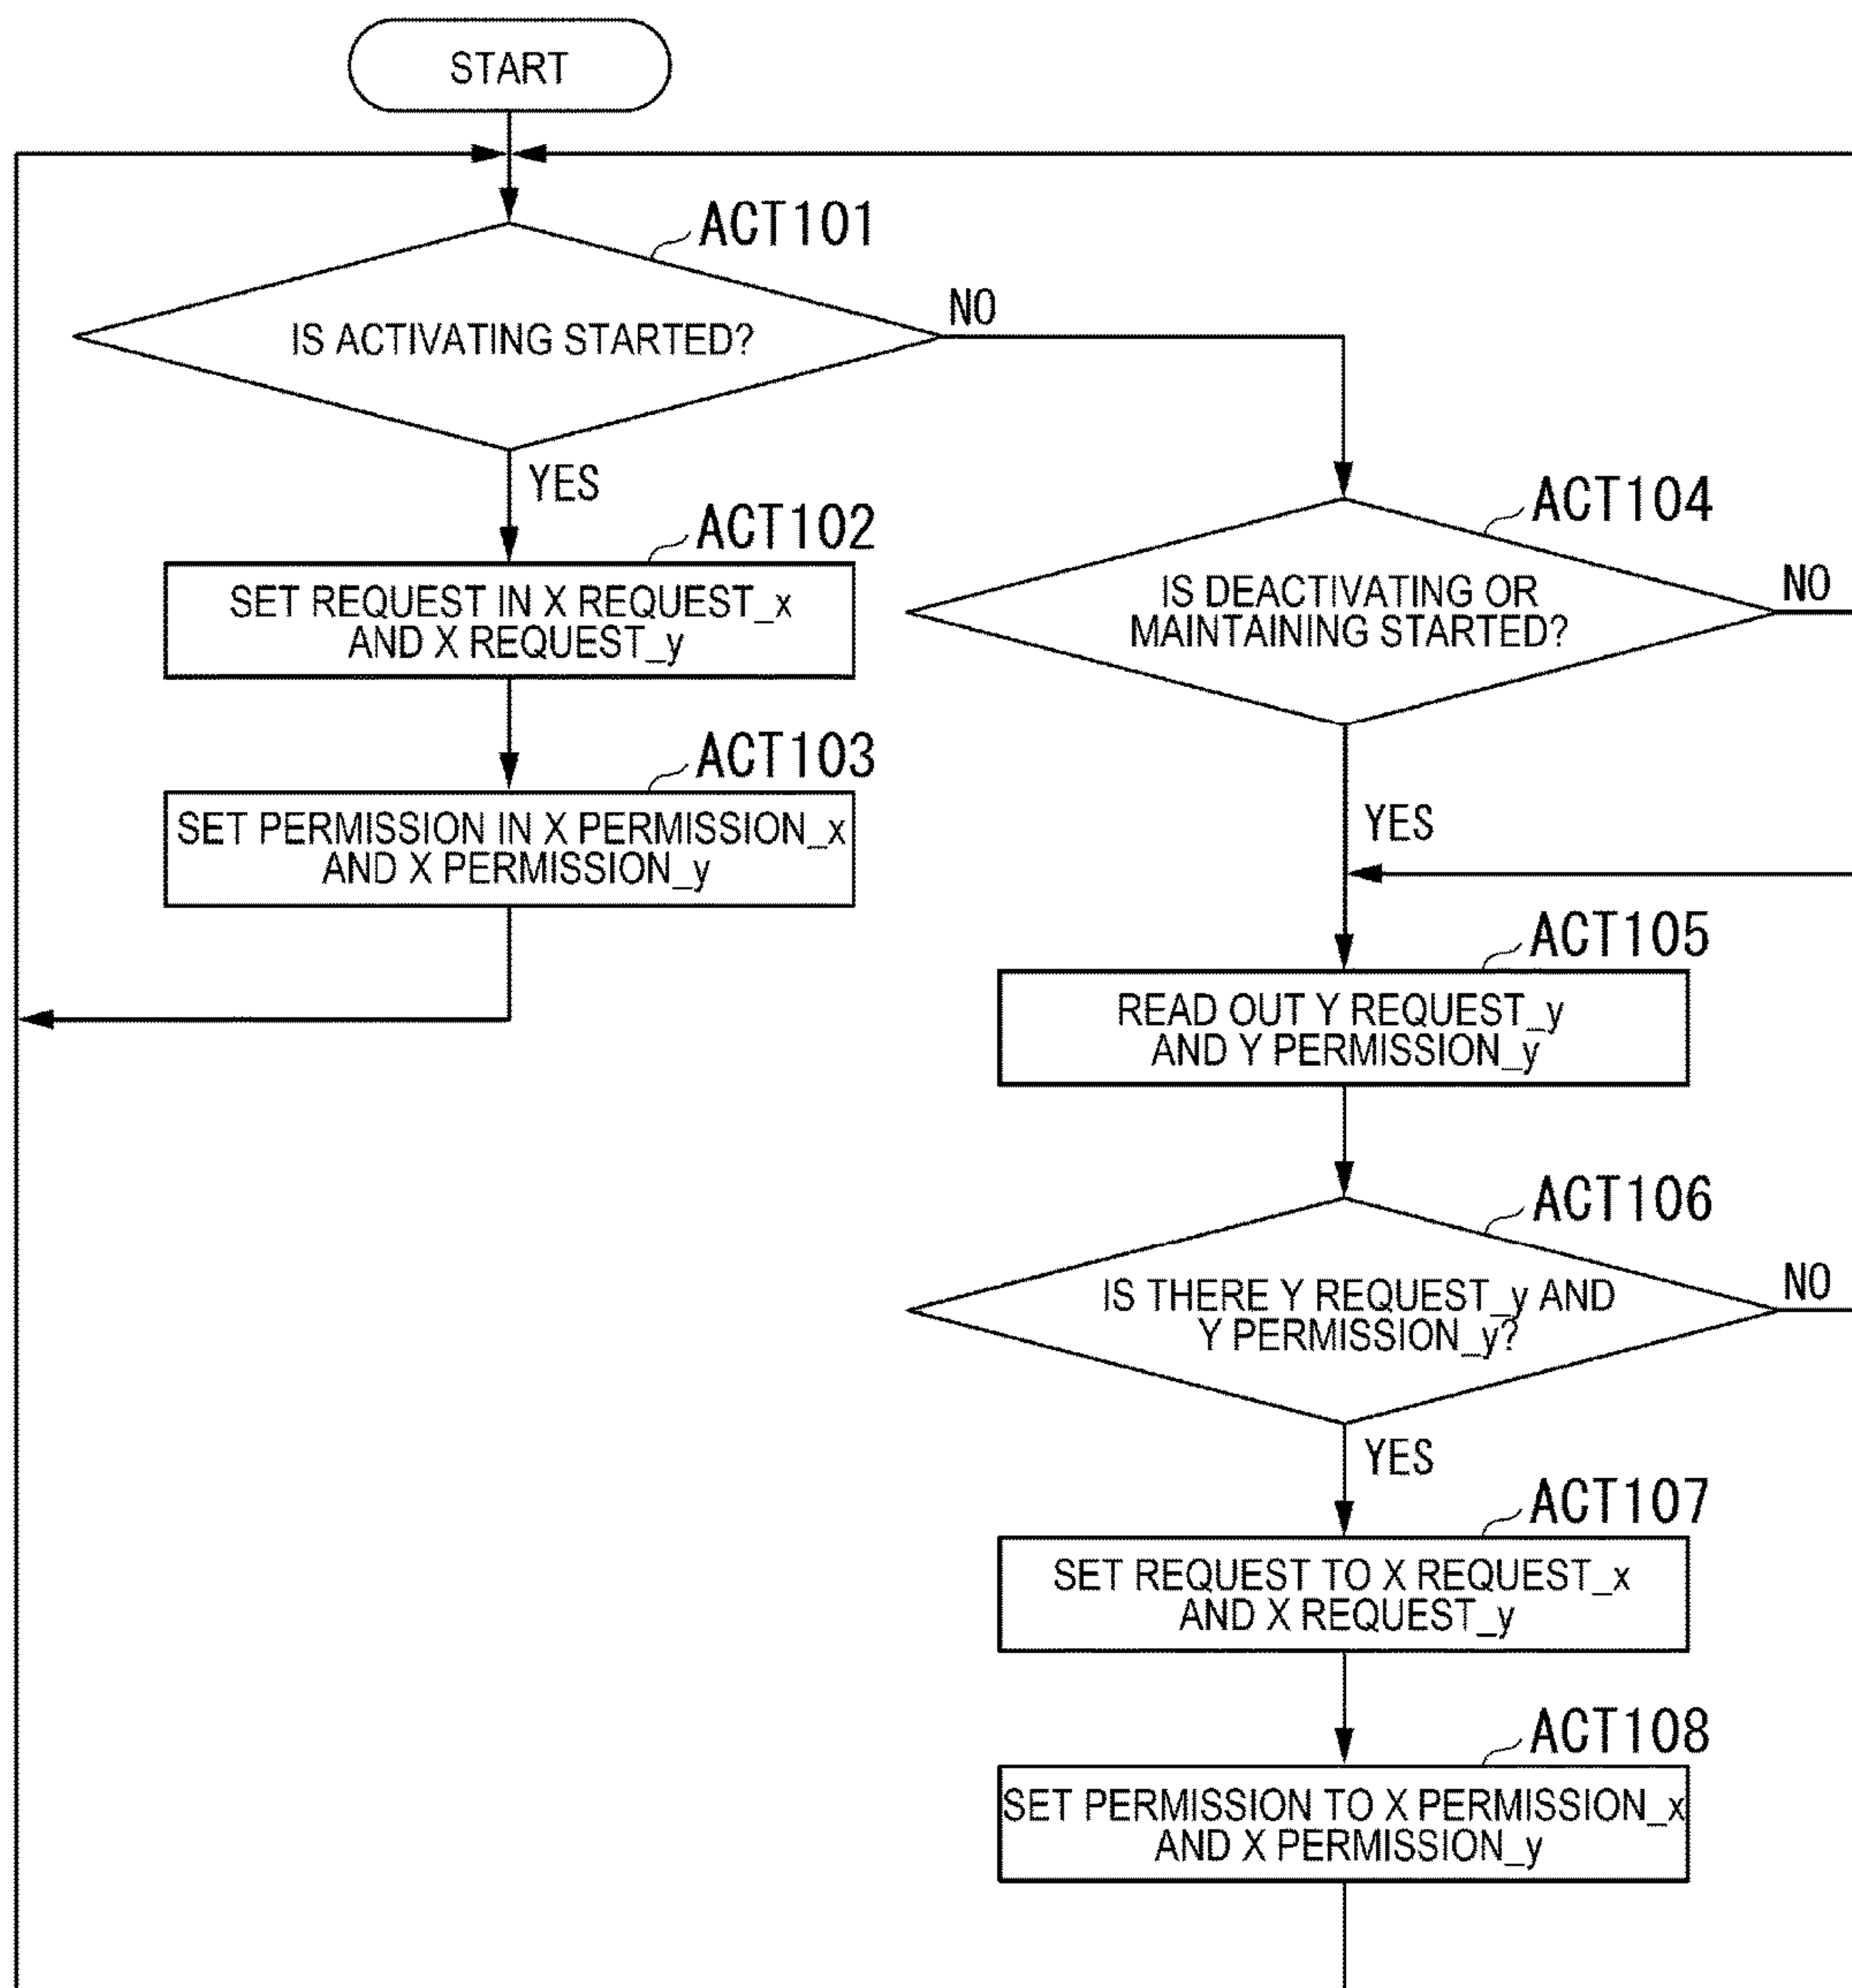 START
ACT101
IS ACTIVATING STARTED?
NO
YES
ACT102
SET REQUEST IN X REQUEST_x
AND X REQUEST_y
ACT103
SET PERMISSION IN X PERMISSION_x
AND X PERMISSION_y
ACT104
IS DEACTIVATING OR
MAINTAINING STARTED?
NO
YES
ACT105
READ OUT Y REQUEST_y
AND Y PERMISSION_y
ACT106
IS THERE Y REQUEST_y AND
Y PERMISSION_y?
NO
YES
ACT107
SET REQUEST TO X REQUEST_x
AND X REQUEST_y
ACT108
SET PERMISSION TO X PERMISSION_x
AND X PERMISSION_y